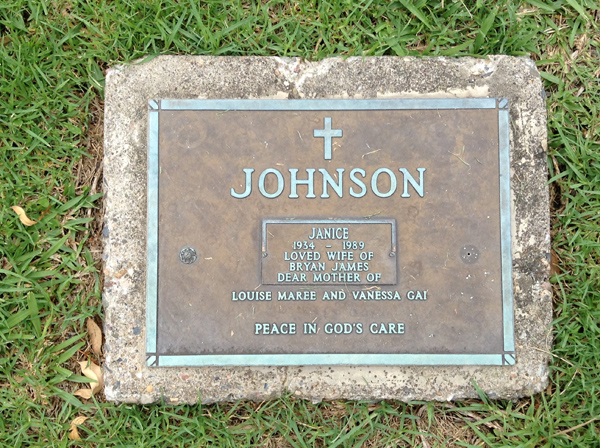 JOHNSON
JANICE
1934 - 1989
LOVED WIFE OF
BRYAN JAMES
DEAR MOTHER OF
LOUISE MAREE AND VANESSA GAI
PEACE IN GOD'S CARE